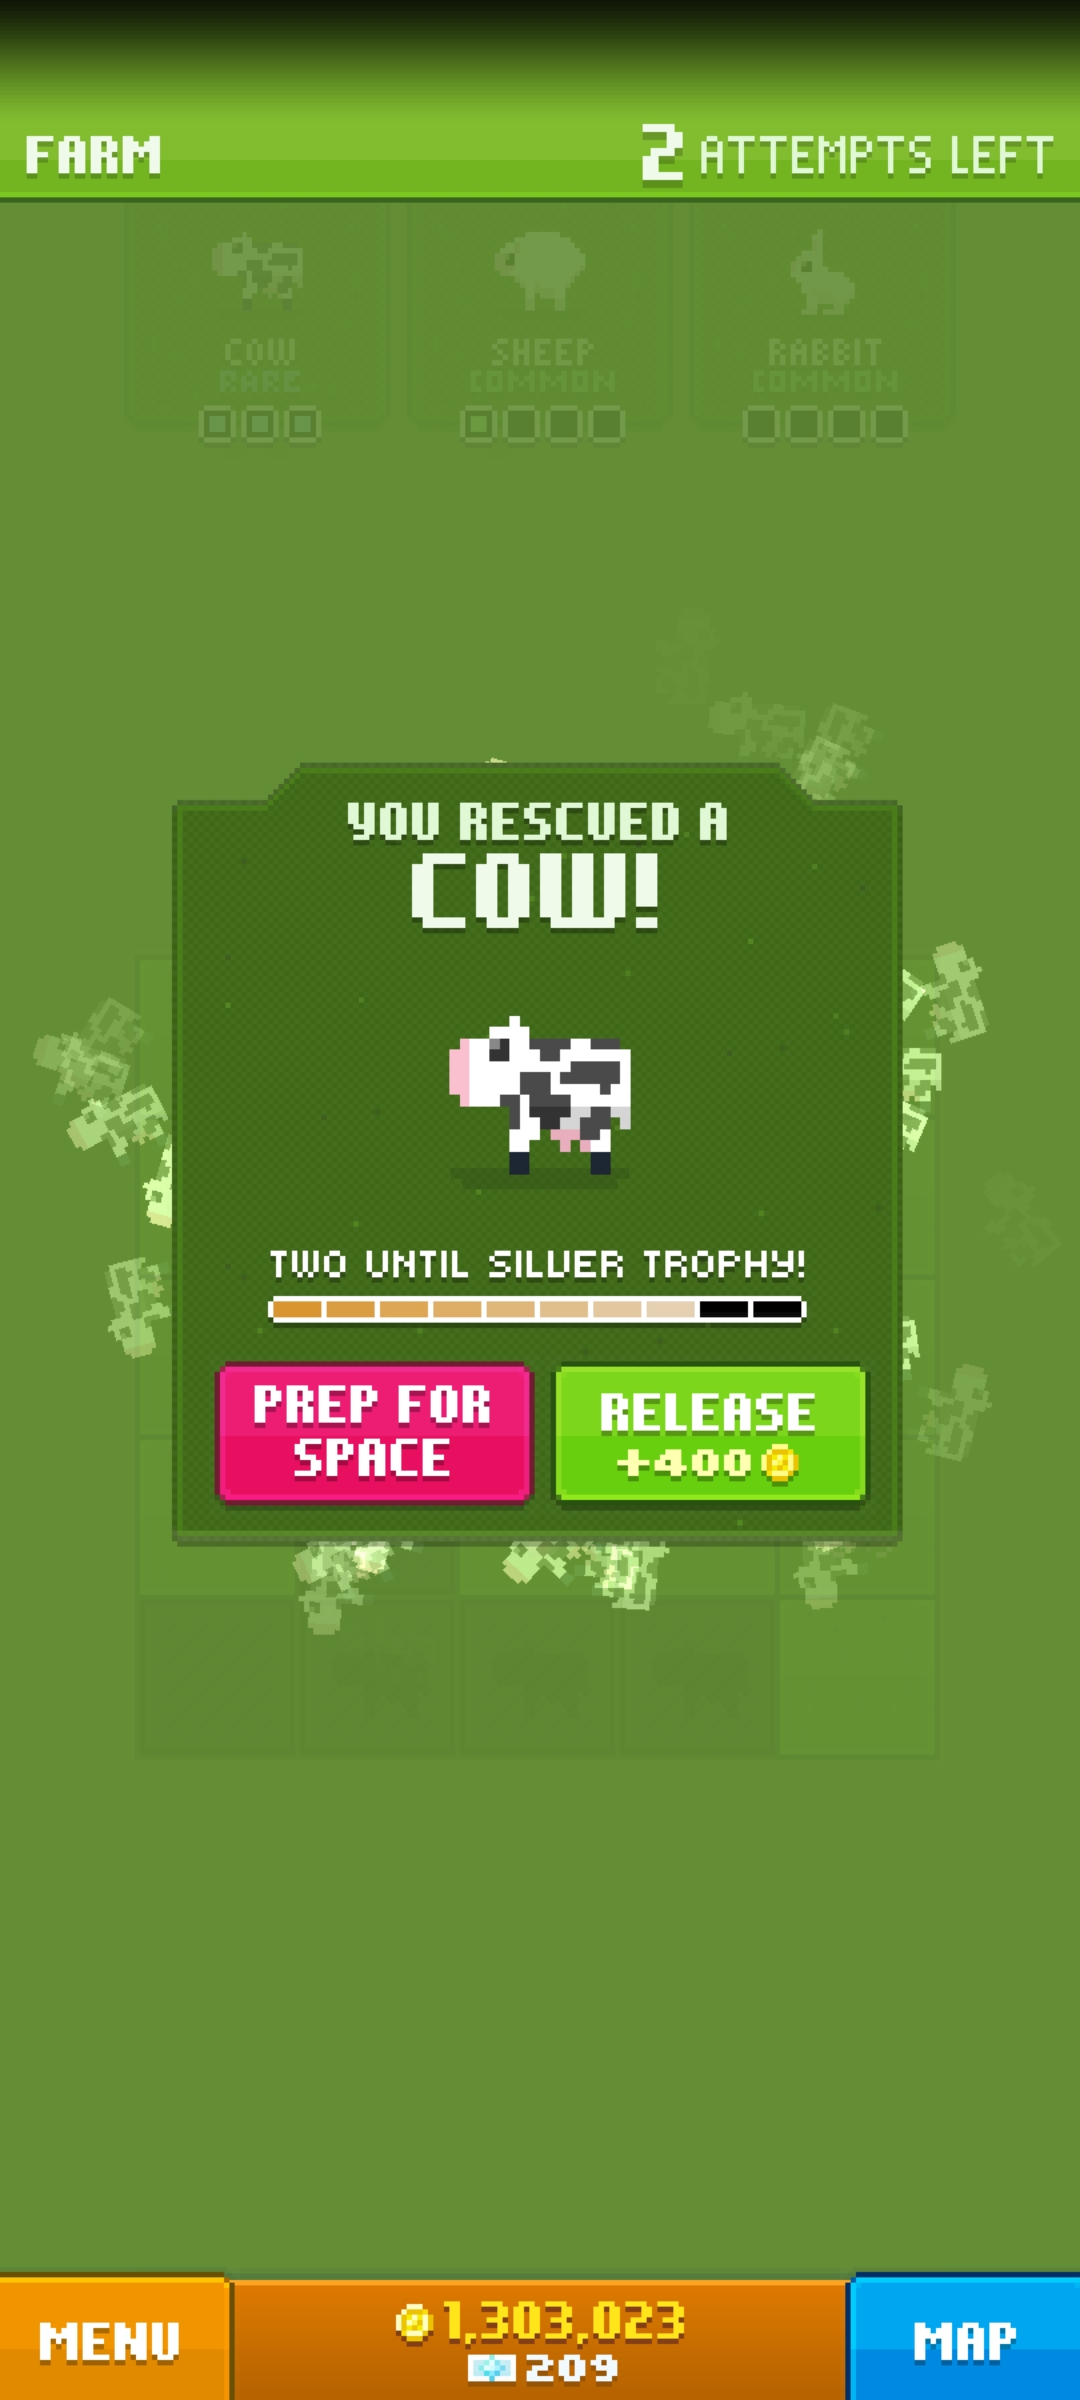 FARM
2 ATTEMPTS LEFT
COW
RARE
SHEEP
COMMON
RABBIT
COMMON
YOU RESCUED A
COW!
TWO UNTIL SILVER TROPHY!
PREP FOR
SPACE
RELEASE
+400
MENU
1,303,023
209
MAP